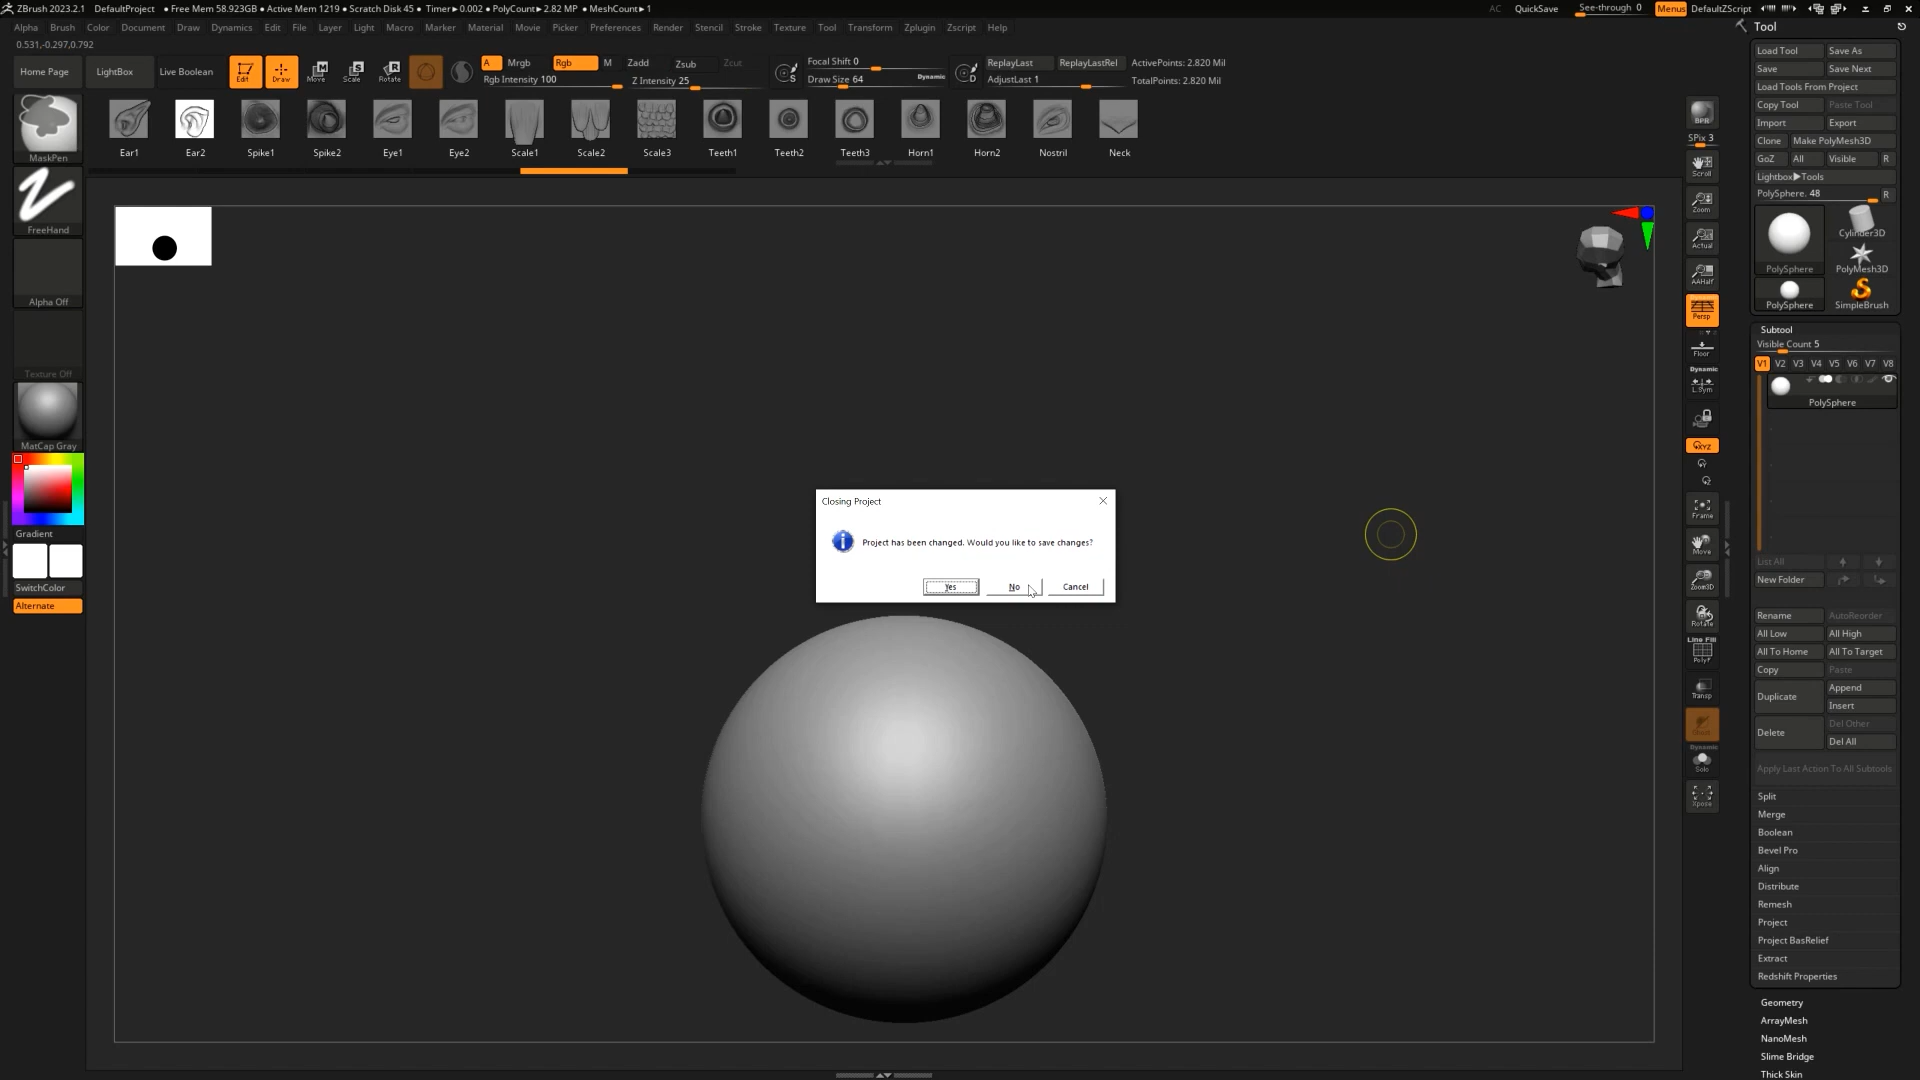 ZBrush 2023.2.1 DefaultProject • Free Mem 58.923GB • Active Mem 1219 • Scratch Disk 45 • Timer▶0.002 • PolyCount▶2.82 MP • MeshCount▶1 AC QuickSave See-through 0 Menus DefaultZScript
Alpha Brush Color Document Draw Dynamics Edit File Layer Light Macro Marker Material Movie Picker Preferences Render Stencil Stroke Texture Tool Transform Zplugin Zscript Help
0.531,-0.297,0.792
Home Page LightBox Live Boolean
Edit Draw Move Scale Rotate
A Mrgb Rgb M Zadd Zsub Zcut
Rgb Intensity 100 Z Intensity 25
Focal Shift 0
Draw Size 64 Dynamic
ReplayLast ReplayLastRel ActivePoints: 2.820 Mil
AdjustLast 1 TotalPoints: 2.820 Mil
Ear1 Ear2 Spike1 Spike2 Eye1 Eye2 Scale1 Scale2 Scale3 Teeth1 Teeth2 Teeth3 Horn1 Horn2 Nostril Neck
MaskPen
FreeHand
Alpha Off
Texture Off
MatCap Gray
Gradient
SwitchColor
Alternate
Closing Project
Project has been changed. Would you like to save changes?
Yes No Cancel
BPR
SPix 3
Scroll
Zoom
Actual
AAHalf
Persp
Floor
Dynamic
L.Sym
XYZ
Frame
Move
Zoom3D
Rotate
Line Fill
PolyF
Transp
Dynamic
Solo
Xpose
Tool
Load Tool Save As
Save Save Next
Load Tools From Project
Copy Tool Paste Tool
Import Export
Clone Make PolyMesh3D
GoZ All Visible R
Lightbox▶Tools
PolySphere. 48 R
PolySphere Cylinder3D
PolyMesh3D
PolySphere SimpleBrush
Subtool
Visible Count 5
V1 V2 V3 V4 V5 V6 V7 V8
PolySphere
List All
New Folder
Rename AutoReorder
All Low All High
All To Home All To Target
Copy Paste
Duplicate Append
Insert
Delete Del Other
Del All
Apply Last Action To All Subtools
Split
Merge
Boolean
Bevel Pro
Align
Distribute
Remesh
Project
Project BasRelief
Extract
Redshift Properties
Geometry
ArrayMesh
NanoMesh
Slime Bridge
Thick Skin